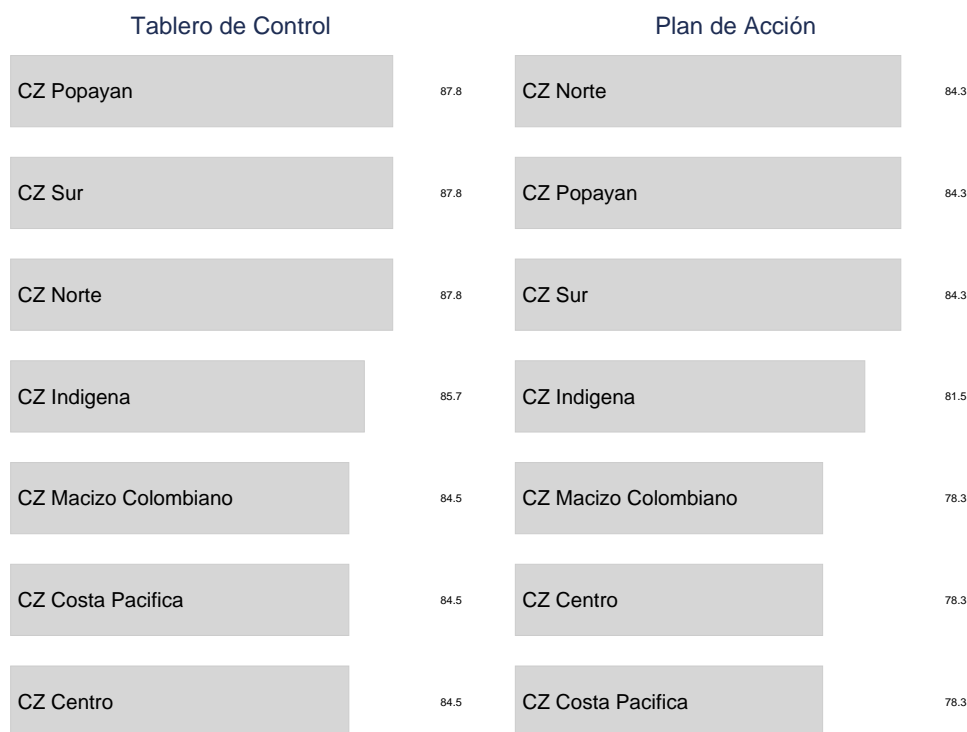 Tablero de Control
CZ Popayan 87.8
CZ Sur 87.8
CZ Norte 87.8
CZ Indigena 85.7
CZ Macizo Colombiano 84.5
CZ Costa Pacifica 84.5
CZ Centro 84.5
Plan de Acción
CZ Norte 84.3
CZ Popayan 84.3
CZ Sur 84.3
CZ Indigena 81.5
CZ Macizo Colombiano 78.3
CZ Centro 78.3
CZ Costa Pacifica 78.3